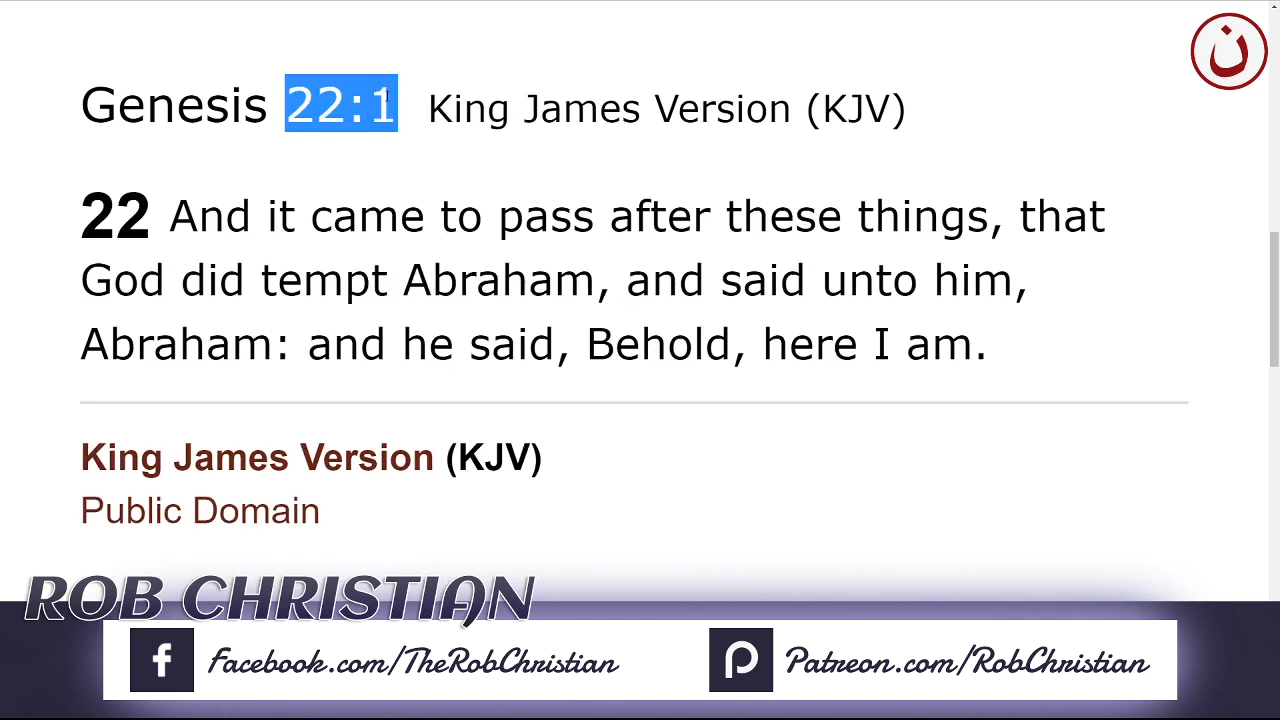 ن
Genesis 22:1 King James Version (KJV)
22 And it came to pass after these things, that
God did tempt Abraham, and said unto him,
Abraham: and he said, Behold, here I am.
King James Version (KJV)
Public Domain
ROB CHRISTIAN
f Facebook.com/TheRobChristian Patreon.com/RobChristian